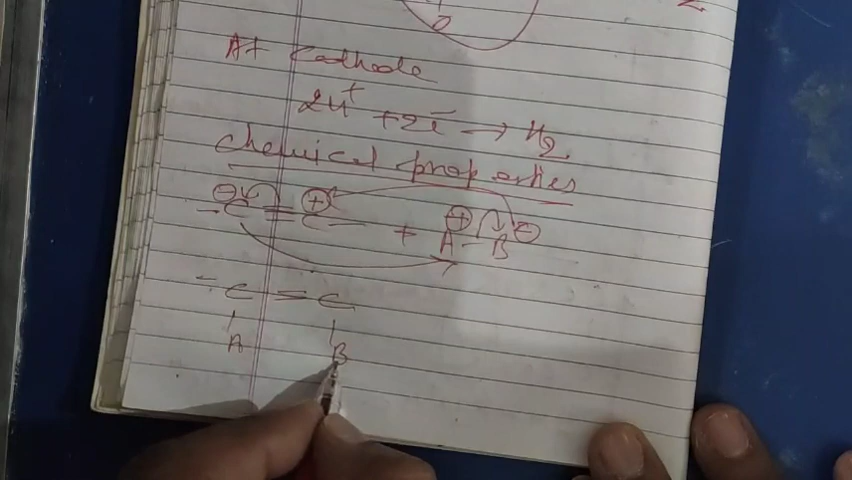 At Cathode
2H⁺ + 2e⁻ → H₂
chemical properties
⊖ ⊕
-C=C- + A-B
⊕ ⊖
-C=C-
A B